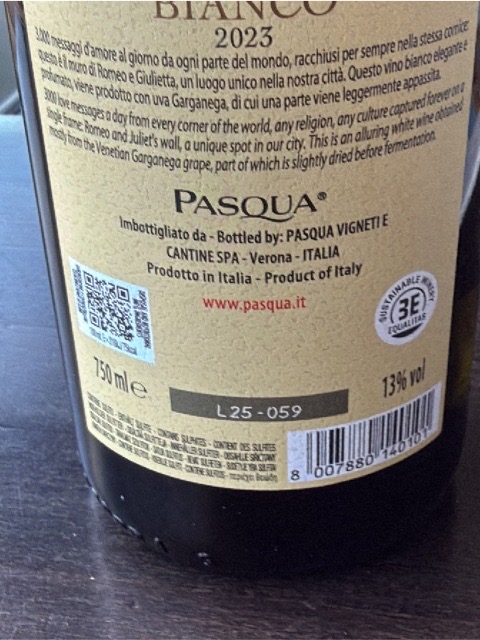 BIANCO
2023
3.000 messaggi d'amore al giorno da ogni parte del mondo, racchiusi per sempre nella stessa cornice:
questo è il muro di Romeo e Giulietta, un luogo unico nella nostra città. Questo vino bianco elegante e
profumato, viene prodotto con uva Garganega, di cui una parte viene leggermente appassita.
3000 love messages a day from every corner of the world, any religion, any culture captured forever on a
single frame: Romeo and Juliet's wall, a unique spot in our city. This is an alluring white wine obtained
mostly from the Venetian Garganega grape, part of which is slightly dried before fermentation.
PASQUA®
Imbottigliato da - Bottled by: PASQUA VIGNETI E
CANTINE SPA - Verona - ITALIA
Prodotto in Italia - Product of Italy
www.pasqua.it
SUSTAINABLE WINERY
3E
EQUALITAS
750 ml e
13% vol
L25-059
CONTAINS SULPHITES - CONTIENT DES SULFITES
8 007880 140101